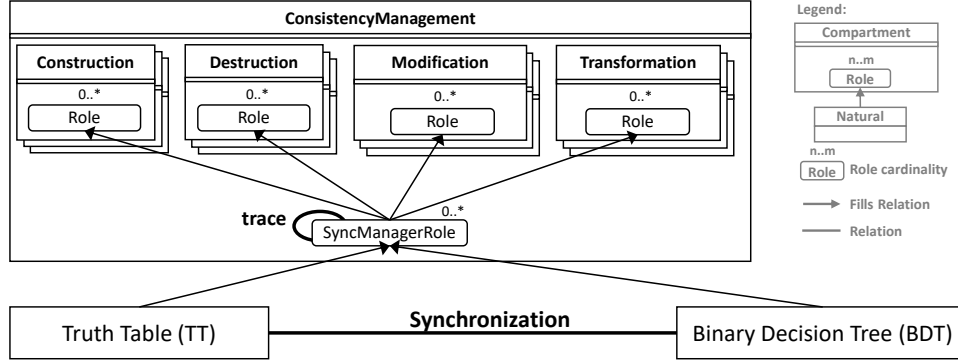 ConsistencyManagement
Construction
0..*
Role
Destruction
0..*
Role
Modification
0..*
Role
Transformation
0..*
Role
trace
0..*
SyncManagerRole
Truth Table (TT)
Synchronization
Binary Decision Tree (BDT)
Legend:
Compartment
n..m
Role
Natural
n..m
Role
Role cardinality
Fills Relation
Relation